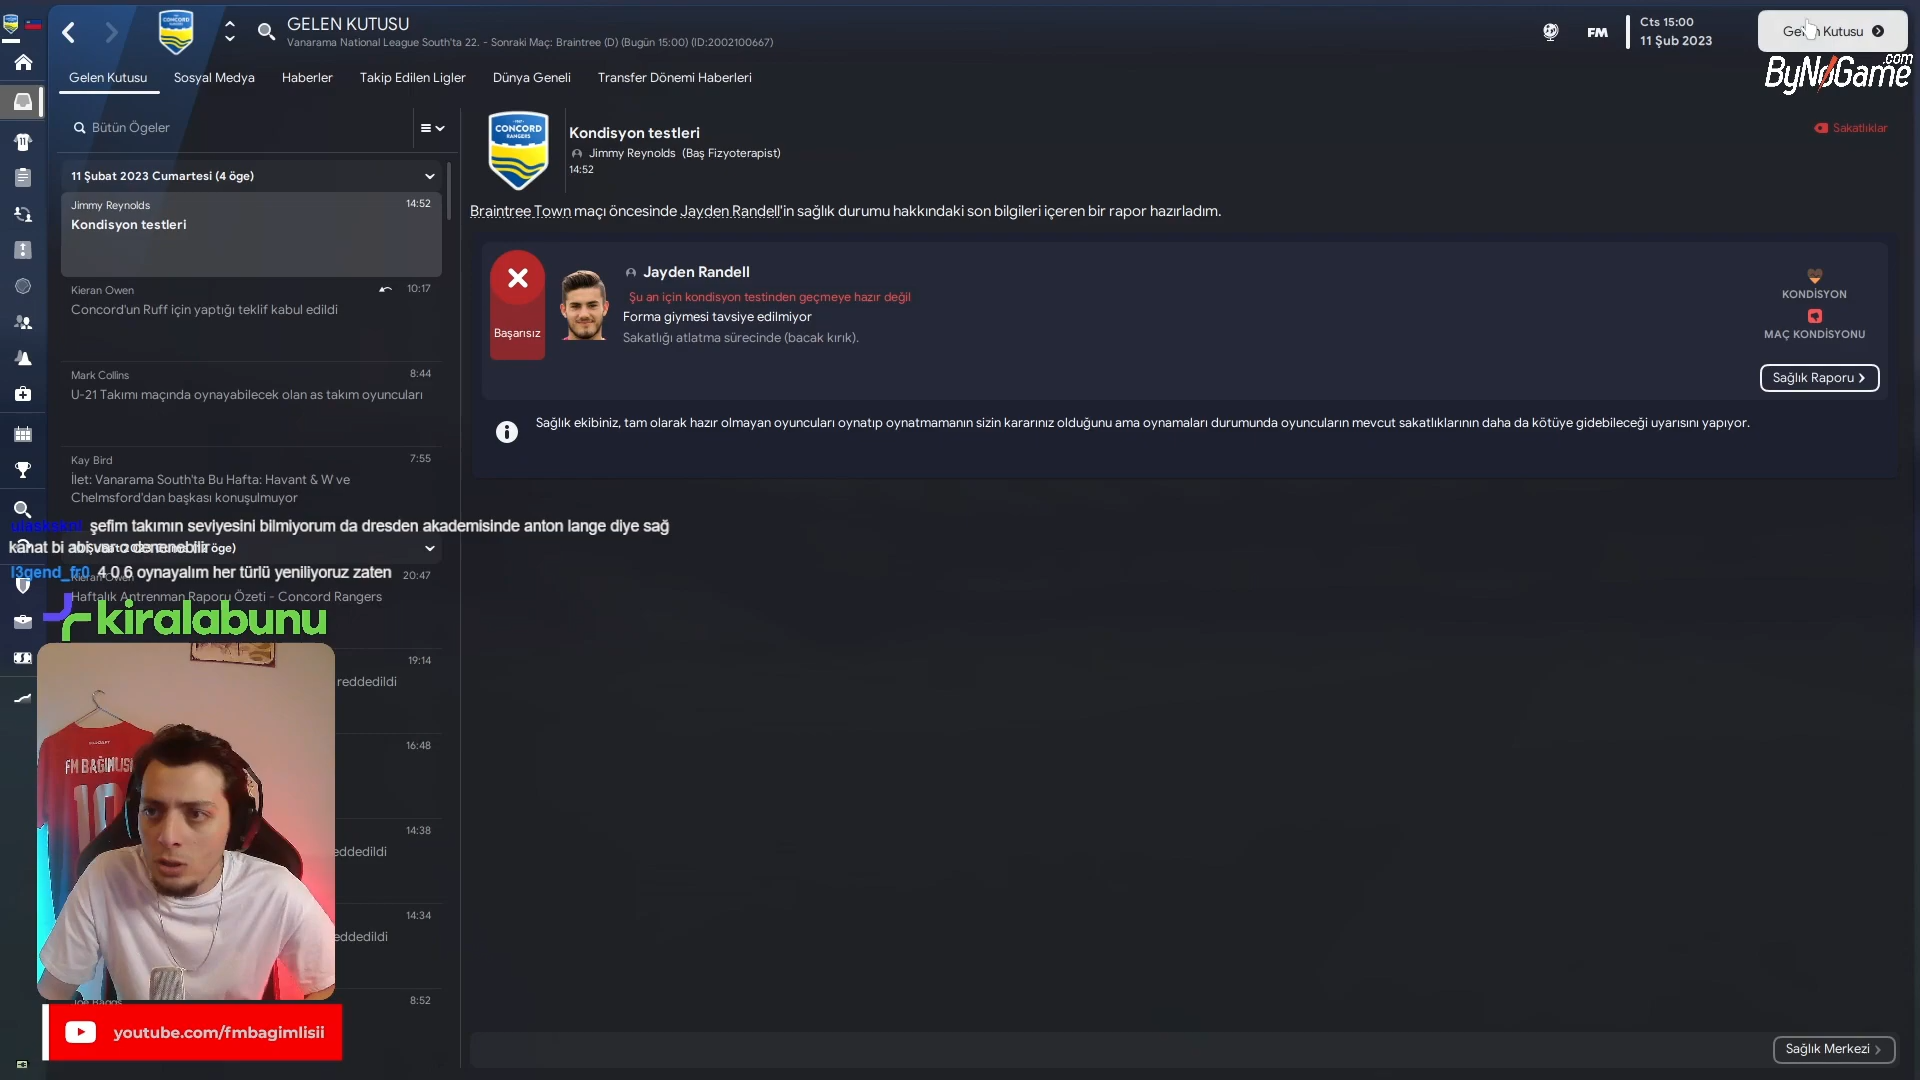 GELEN KUTUSU
Vanarama National League South'ta 22. - Sonraki Maç: Braintree (D) (Bugün 15:00) (ID:2002100667)
FM
Cts 15:00
11 Şub 2023
Kutusu
ByNoGame.com
Gelen Kutusu
Sosyal Medya
Haberler
Takip Edilen Ligler
Dünya Geneli
Transfer Dönemi Haberleri
Bütün Ögeler
11 Şubat 2023 Cumartesi (4 öge)
Jimmy Reynolds 14:52
Kondisyon testleri
Kieran Owen 10:17
Concord'un Ruff için yaptığı teklif kabul edildi
Mark Collins 8:44
U-21 Takımı maçında oynayabilecek olan as takım oyuncuları
Kay Bird 7:55
İlet: Vanarama South'ta Bu Hafta: Havant & W ve
Chelmsford'dan başkası konuşulmuyor
şefim takımın seviyesini bilmiyorum da dresden akademisinde anton lange diye sağ
kanat bi abi var o denenebilir
öge)
l3gend_fr0 4 0 6 oynayalım her türlü yeniliyoruz zaten
Kieran Owen 20:47
Haftalık Antrenman Raporu Özeti - Concord Rangers
kiralabunu
19:14
reddedildi
16:48
14:38
eddedildi
14:34
eddedildi
8:52
FM BAĞIMLISI
10
youtube.com/fmbagimlisii
CONCORD
RANGERS
Kondisyon testleri
Jimmy Reynolds (Baş Fizyoterapist)
14:52
Sakatlıklar
Braintree Town maçı öncesinde Jayden Randell'in sağlık durumu hakkındaki son bilgileri içeren bir rapor hazırladım.
Başarısız
Jayden Randell
Şu an için kondisyon testinden geçmeye hazır değil
Forma giymesi tavsiye edilmiyor
Sakatlığı atlatma sürecinde (bacak kırık).
KONDİSYON
MAÇ KONDİSYONU
Sağlık Raporu
Sağlık ekibiniz, tam olarak hazır olmayan oyuncuları oynatıp oynatmamanın sizin kararınız olduğunu ama oynamaları durumunda oyuncuların mevcut sakatlıklarının daha da kötüye gidebileceği uyarısını yapıyor.
Sağlık Merkezi